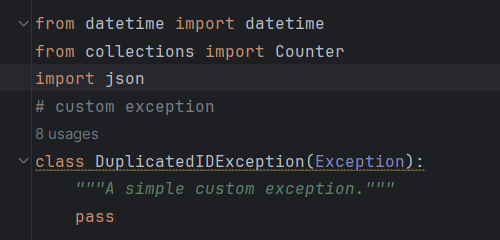 from datetime import datetime
from collections import Counter
import json
# custom exception
8 usages
class DuplicatedIDException(Exception):
    """A simple custom exception."""
    pass